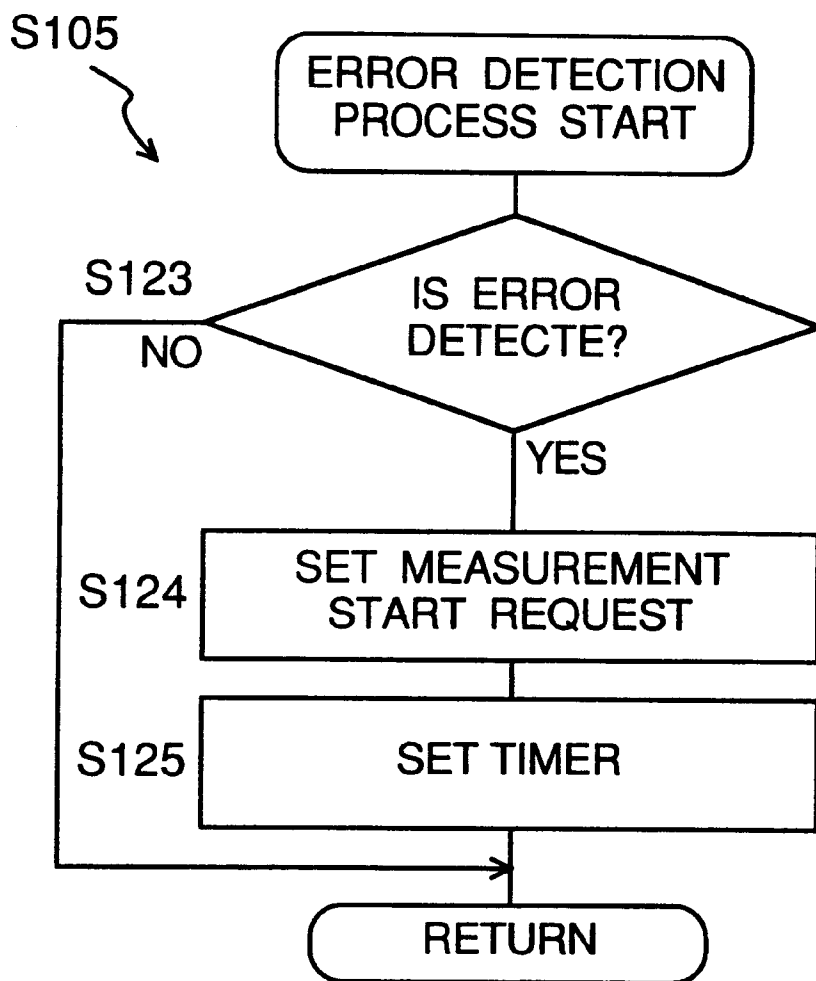 S105
ERROR DETECTION
PROCESS START
S123
IS ERROR
DETECTE?
NO
YES
S124
SET MEASUREMENT
START REQUEST
S125
SET TIMER
RETURN